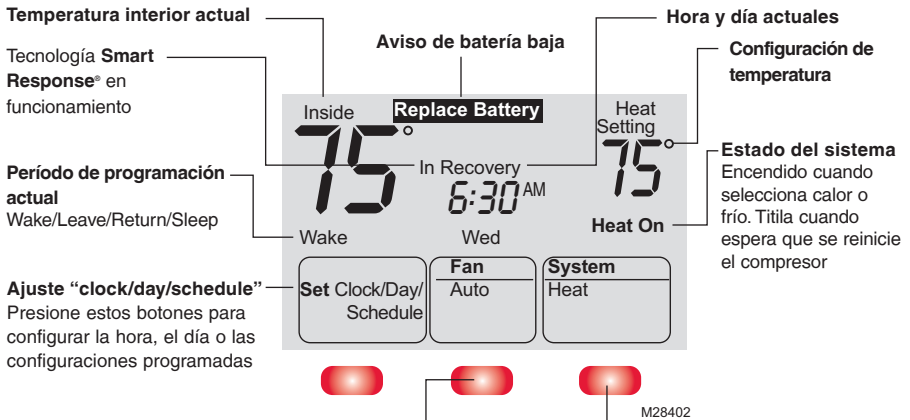 Temperatura interior actual
Tecnología Smart
Response® en
funcionamiento
Período de programación
actual
Wake/Leave/Return/Sleep
Ajuste “clock/day/schedule”
Presione estos botones para
configurar la hora, el día o las
configuraciones programadas
Aviso de batería baja
Hora y día actuales
Configuración de
temperatura
Estado del sistema
Encendido cuando
selecciona calor o
frío. Titila cuando
espera que se reinicie
el compresor
Inside
Replace Battery
Heat
Setting
75°
75°
In Recovery
6:30 AM
Heat On
Wake
Wed
Set Clock/Day/
Schedule
Fan
Auto
System
Heat
M28402